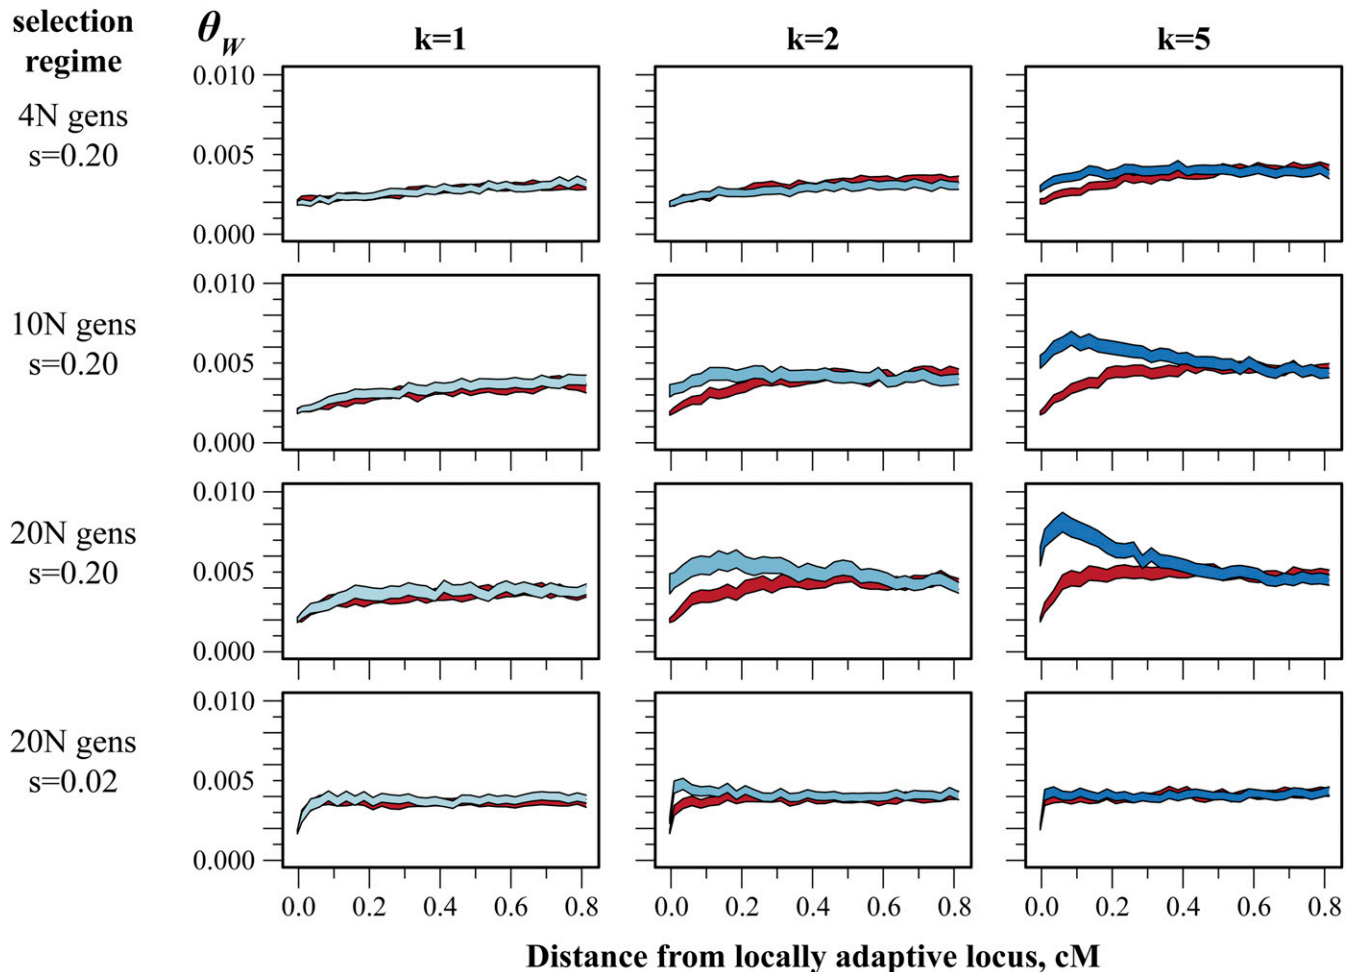 selection
regime
θW
k=1
k=2
k=5
4N gens
s=0.20
0.010
0.005
0.000
10N gens
s=0.20
0.010
0.005
0.000
20N gens
s=0.20
0.010
0.005
0.000
20N gens
s=0.02
0.010
0.005
0.000
0.0 0.2 0.4 0.6 0.8
0.0 0.2 0.4 0.6 0.8
0.0 0.2 0.4 0.6 0.8
Distance from locally adaptive locus, cM